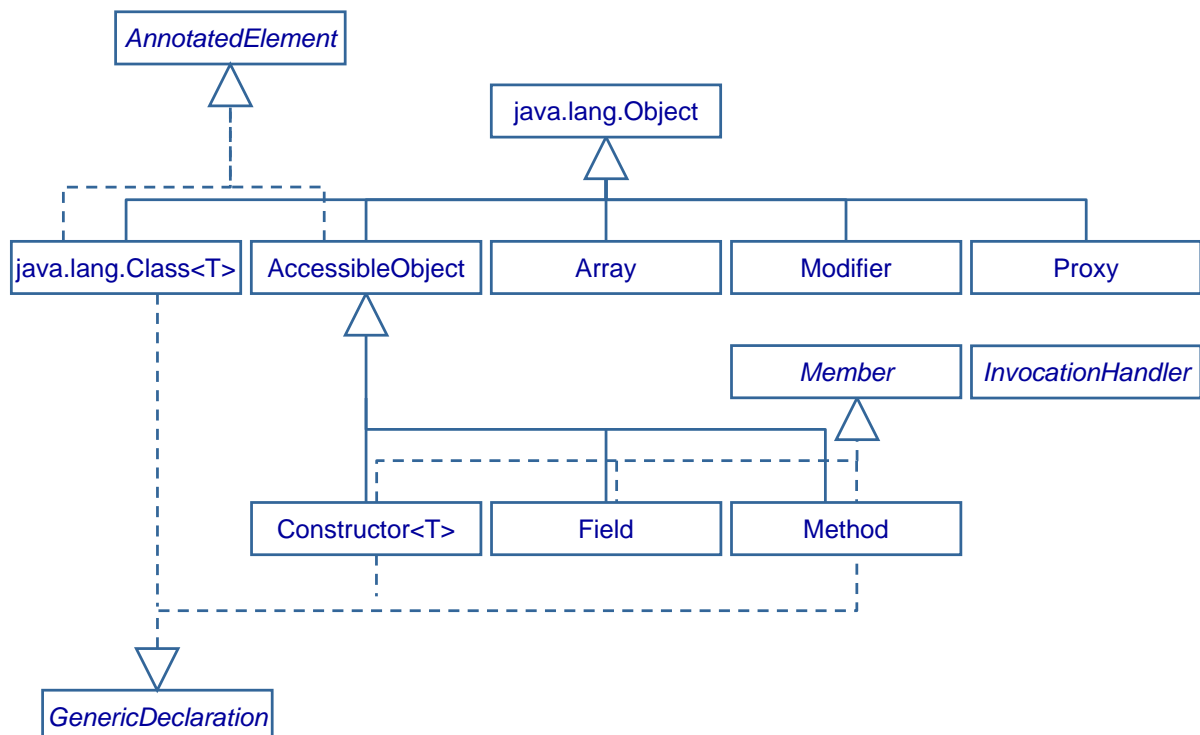 AnnotatedElement
java.lang.Object
java.lang.Class<T>
AccessibleObject
Array
Modifier
Proxy
Member
InvocationHandler
Constructor<T>
Field
Method
GenericDeclaration